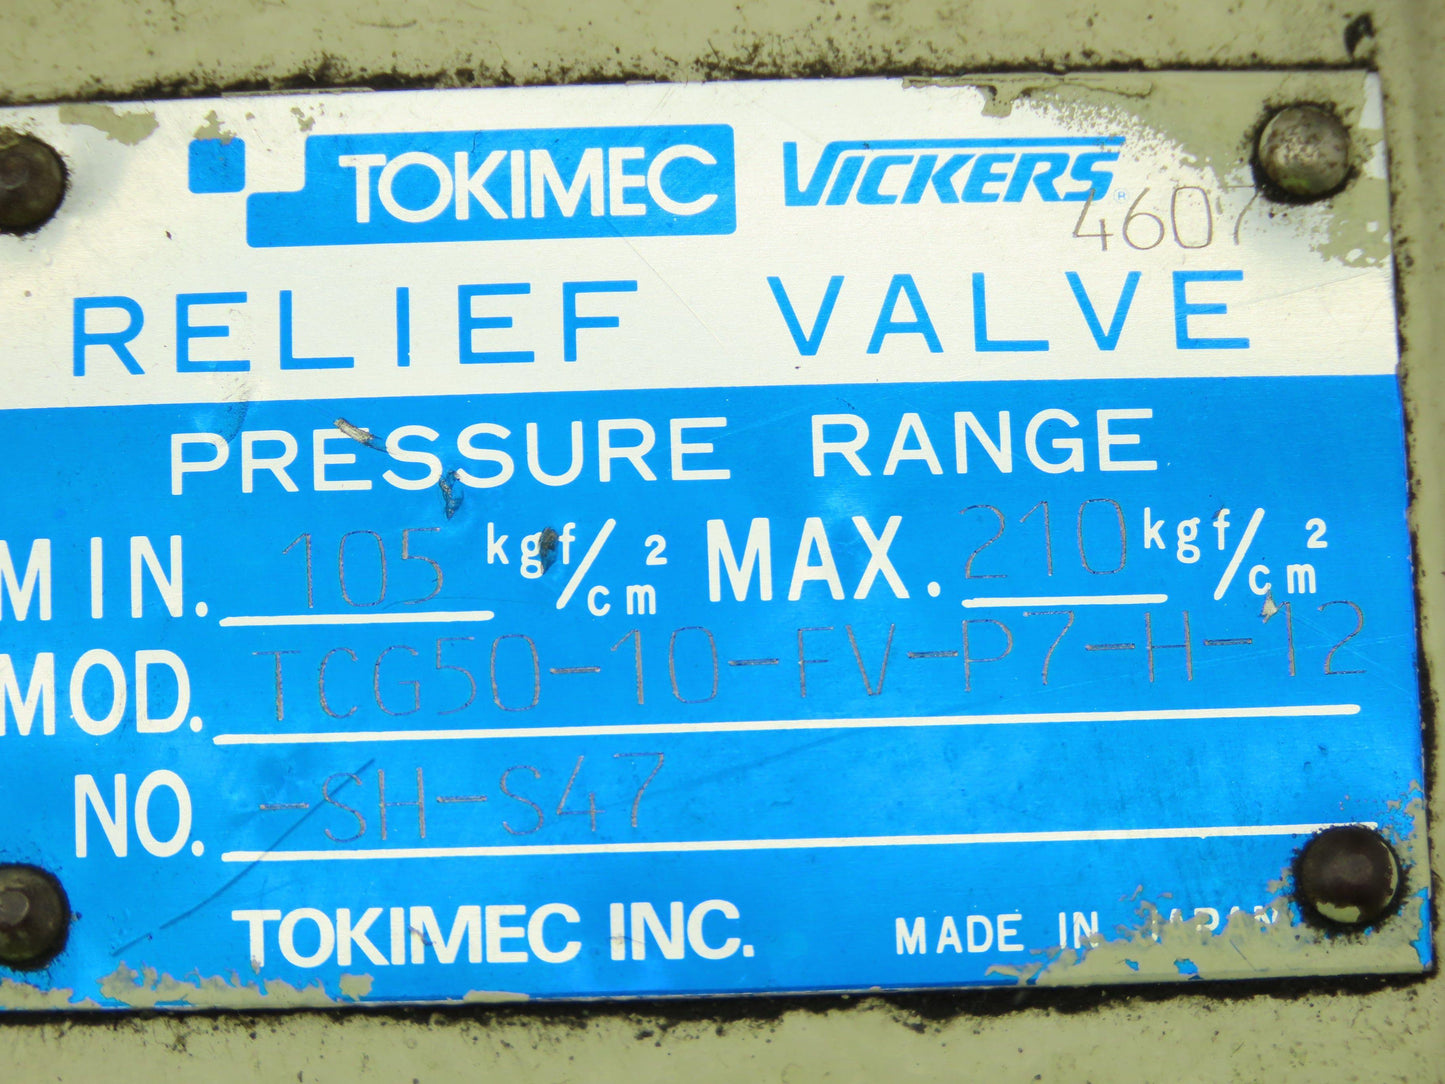 TOKIMEC VICKERS®
4607
RELIEF VALVE
PRESSURE RANGE
MIN. 105 kgf/cm² MAX. 210 kgf/cm²
MOD. TCG50-10-FV-P7-H-12
NO. -SH-S47
TOKIMEC INC. MADE IN JAPAN